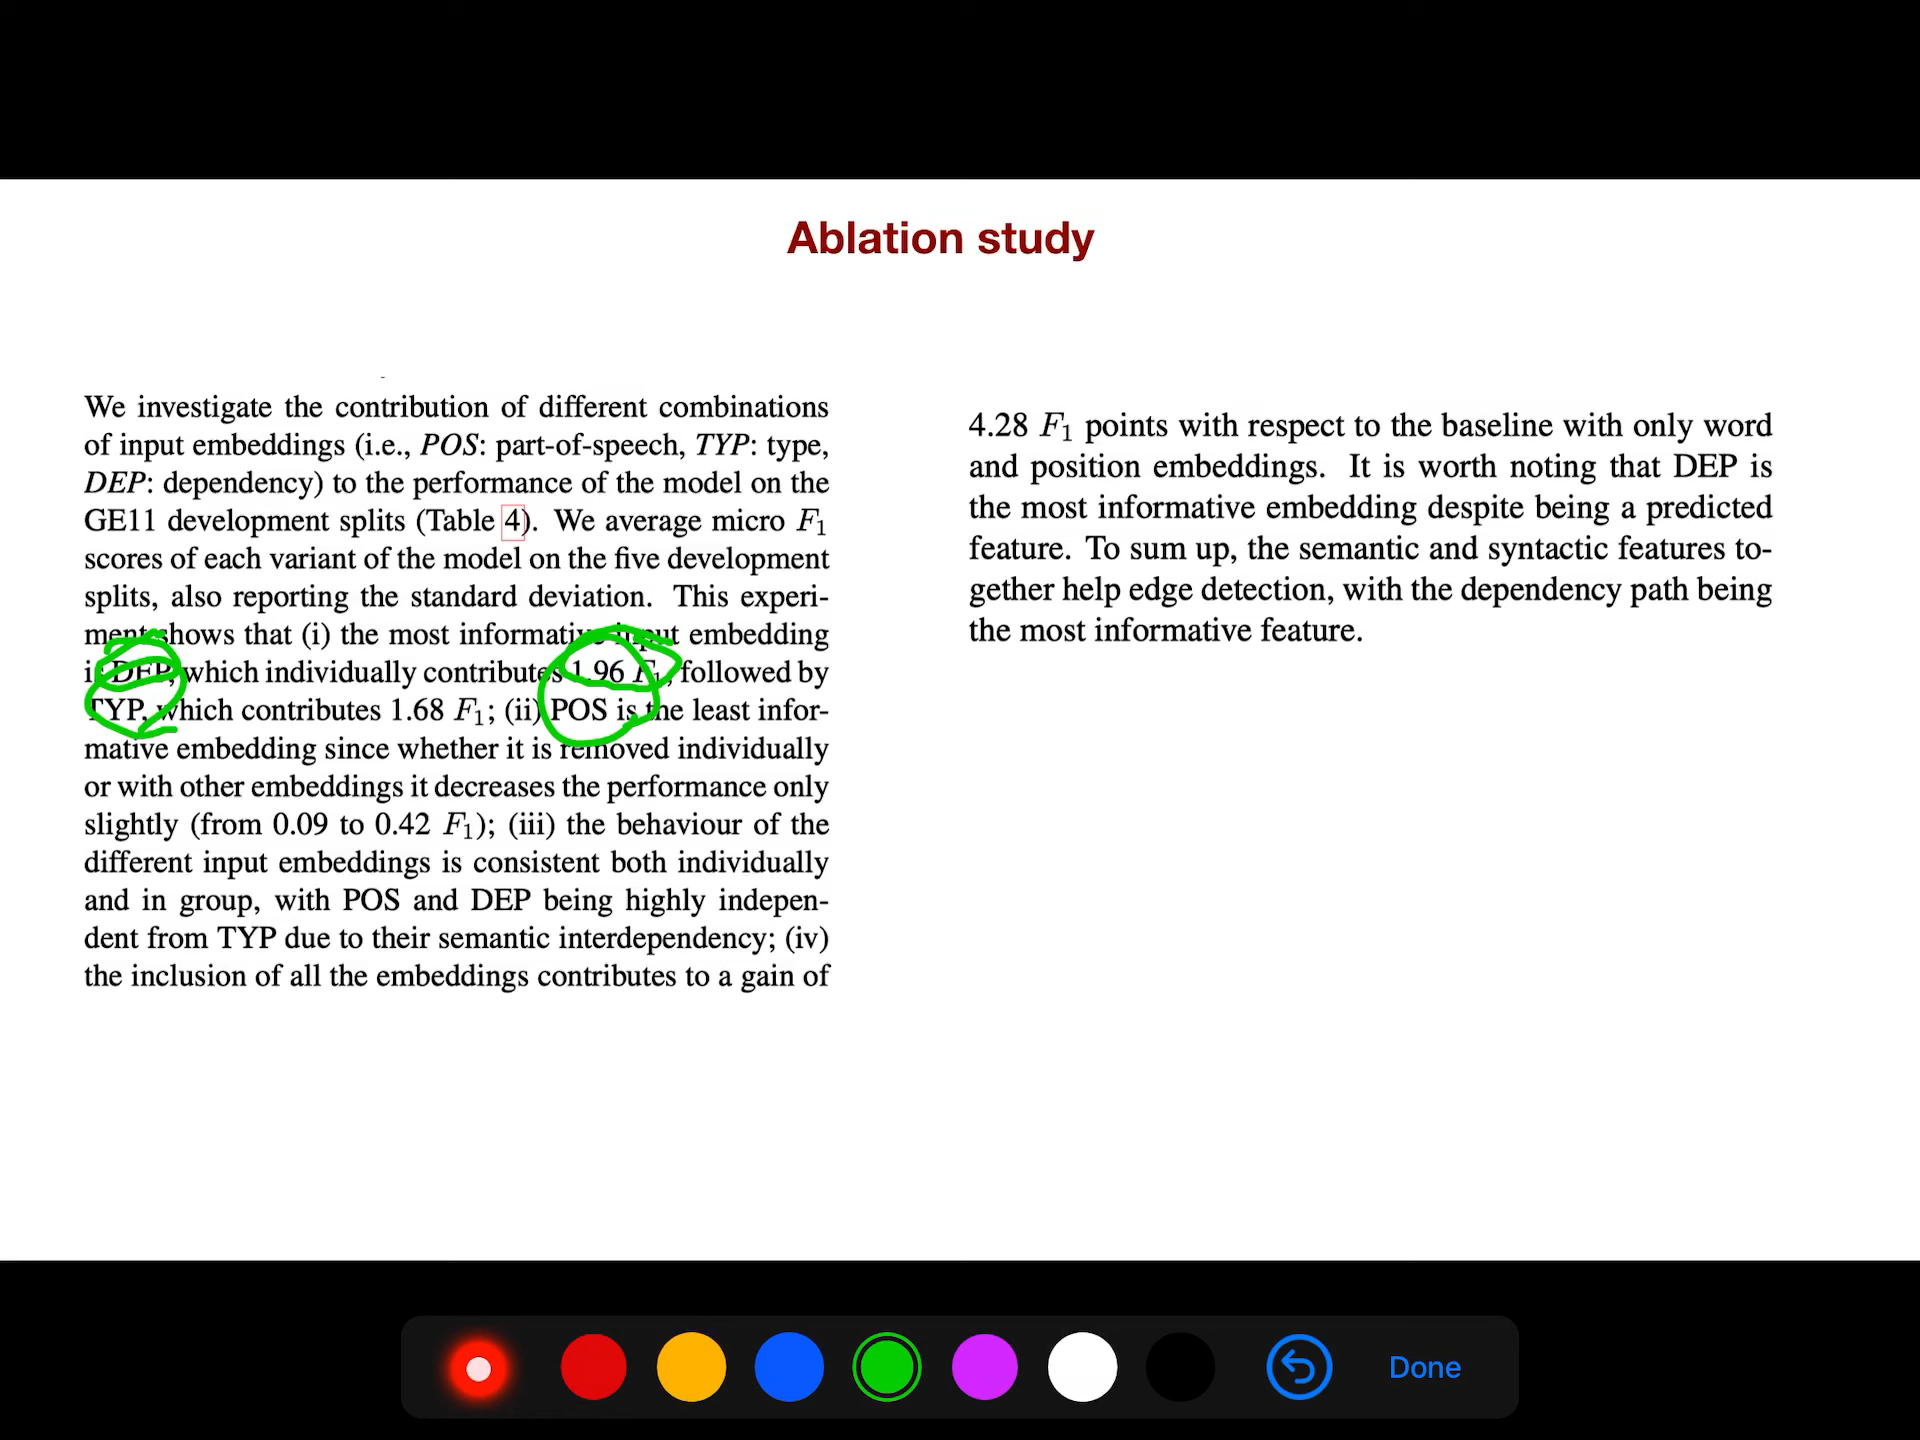 Ablation study
We investigate the contribution of different combinations
of input embeddings (i.e., POS: part-of-speech, TYP: type,
DEP: dependency) to the performance of the model on the
GE11 development splits (Table 4). We average micro F1
scores of each variant of the model on the five development
splits, also reporting the standard deviation. This experi-
ment shows that (i) the most informative input embedding
is DEP, which individually contributes 1.96 F1, followed by
TYP, which contributes 1.68 F1; (ii) POS is the least infor-
mative embedding since whether it is removed individually
or with other embeddings it decreases the performance only
slightly (from 0.09 to 0.42 F1); (iii) the behaviour of the
different input embeddings is consistent both individually
and in group, with POS and DEP being highly indepen-
dent from TYP due to their semantic interdependency; (iv)
the inclusion of all the embeddings contributes to a gain of
4.28 F1 points with respect to the baseline with only word
and position embeddings. It is worth noting that DEP is
the most informative embedding despite being a predicted
feature. To sum up, the semantic and syntactic features to-
gether help edge detection, with the dependency path being
the most informative feature.
Done